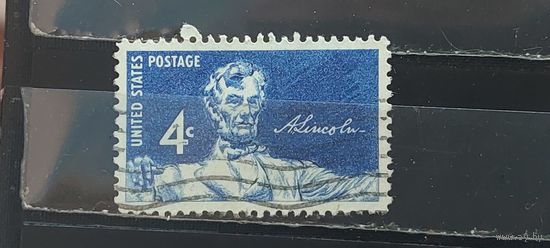 UNITED STATES POSTAGE
4c
A. Lincoln